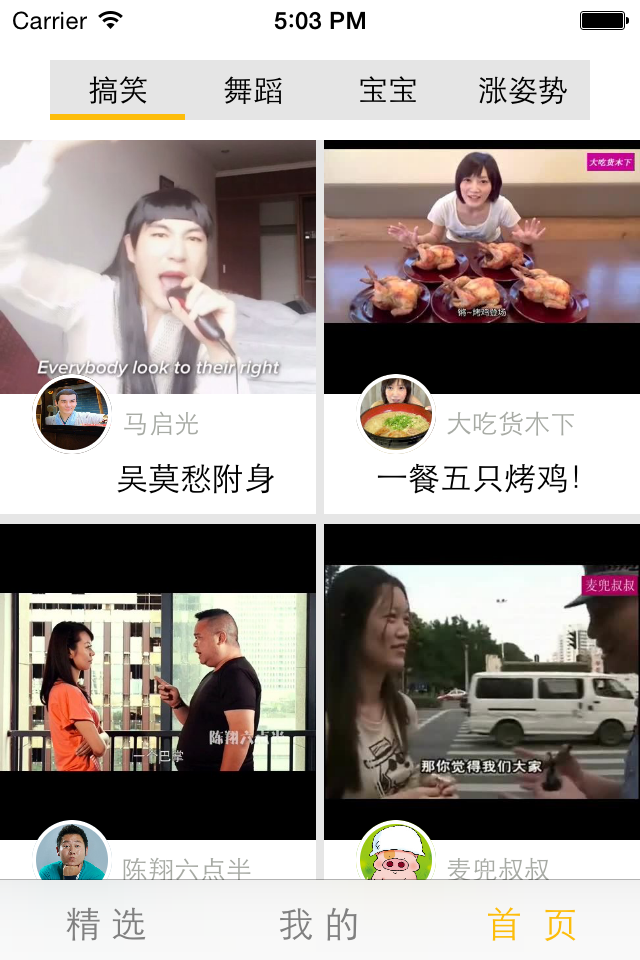 Carrier 5:03 PM
搞笑 舞蹈 宝宝 涨姿势
Everybody look to their right
大吃货木下
锵~烤鸡登场
马启光
大吃货木下
吴莫愁附身
一餐五只烤鸡!
陈翔六点半
一个巴掌
麦兜叔叔
那你觉得我们大家
陈翔六点半
麦兜叔叔
精选 我的 首页